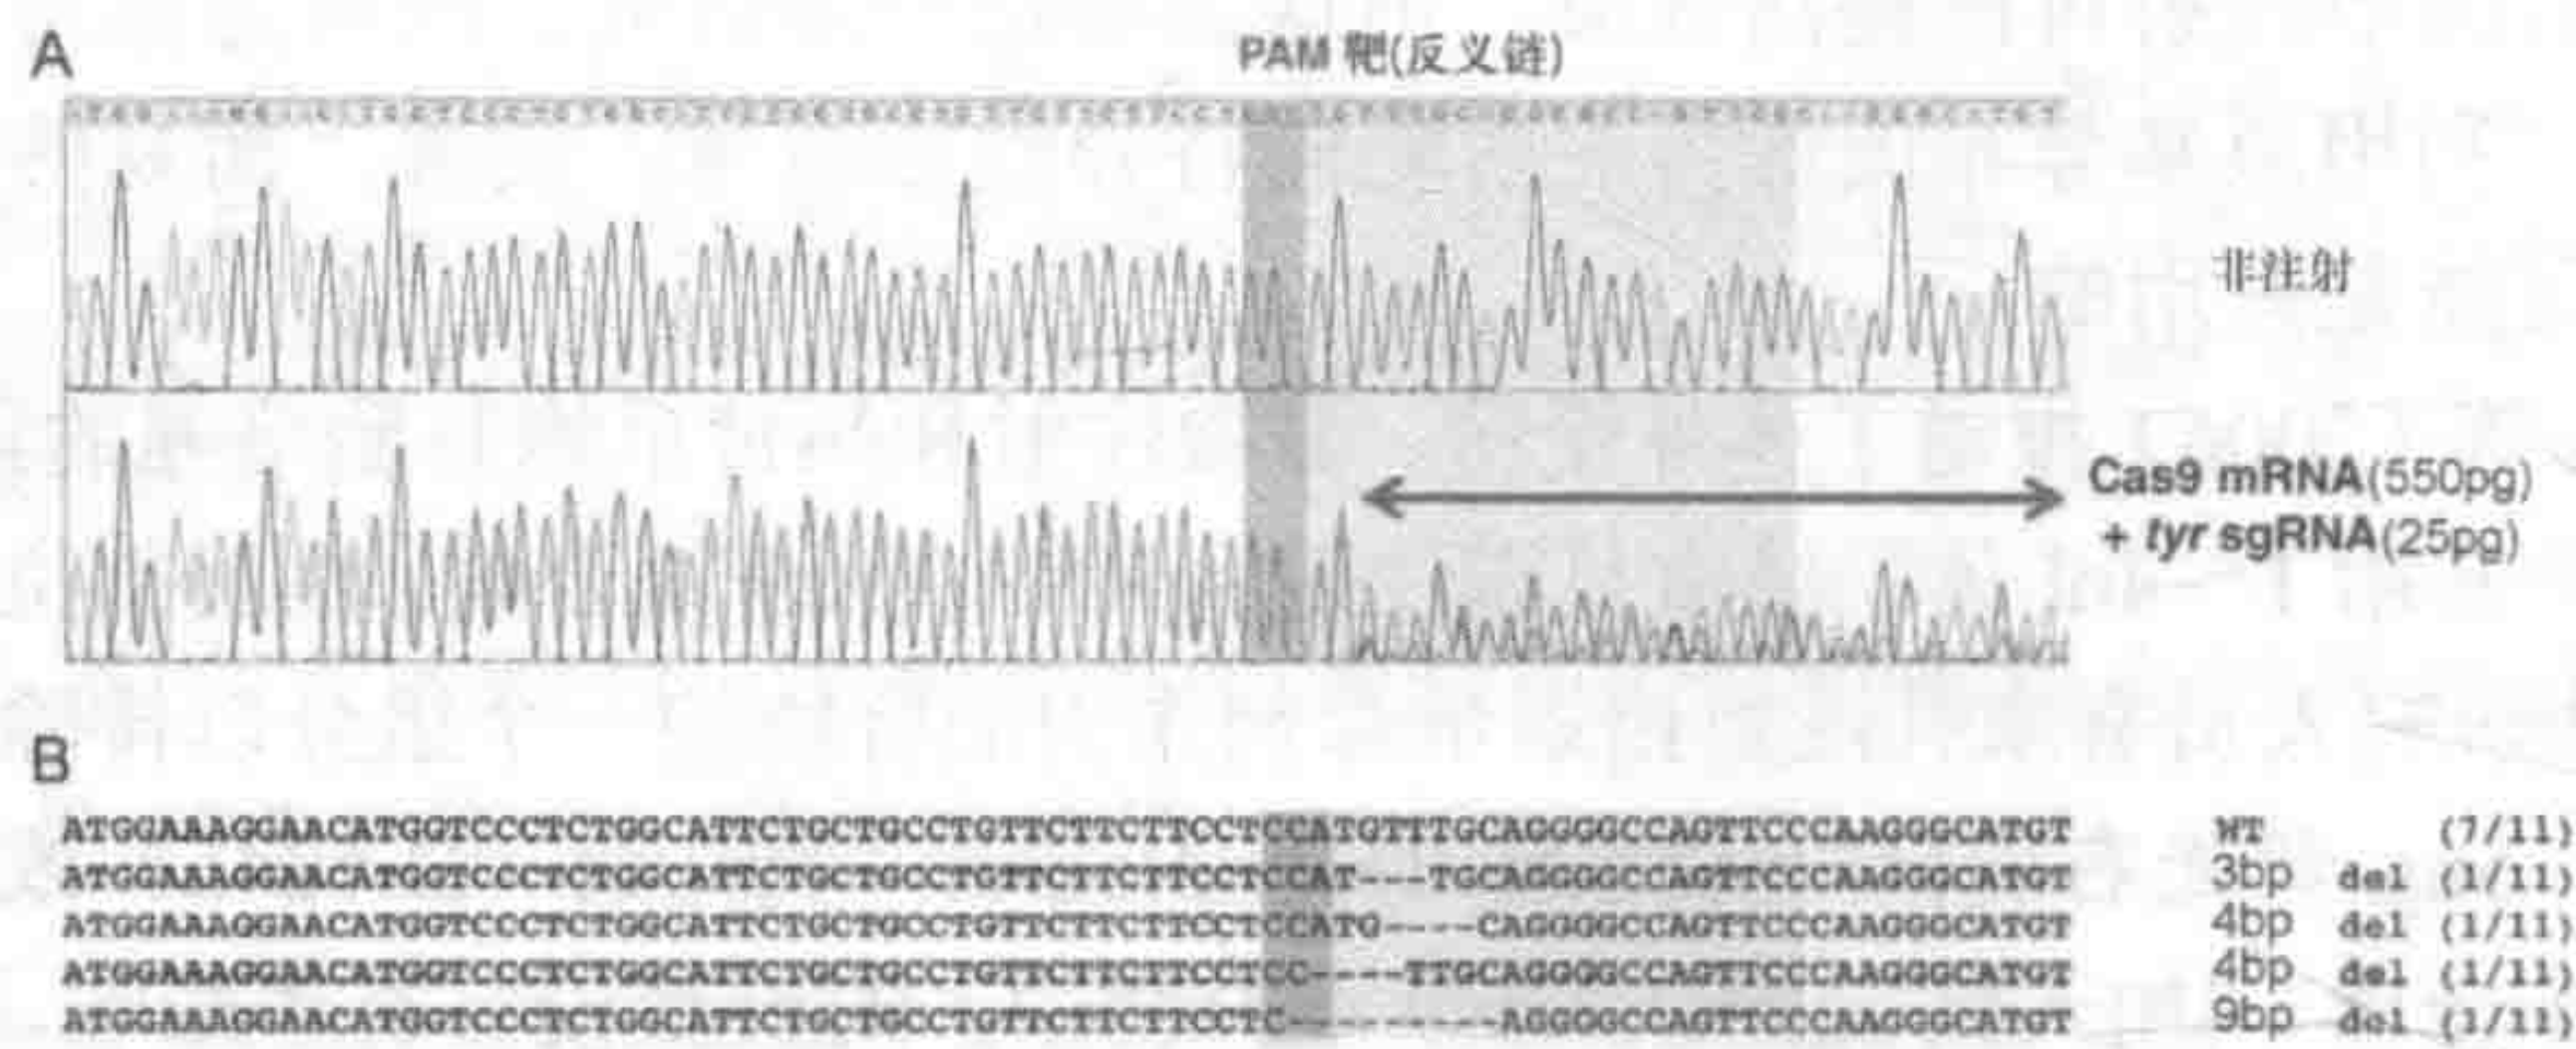 A
PAM 靶(反义链)
非注射
Cas9 mRNA(550pg)
+ tyr sgRNA(25pg)
B
ATGGAAAGGAACATGGTCCCTCTGGCATTCTGCTGCCTGTTCTTCTTCCTCCATGTTTGCAGGGGCCAGTTCCCAAGGGCATGT WT (7/11)
ATGGAAAGGAACATGGTCCCTCTGGCATTCTGCTGCCTGTTCTTCTTCCTCCAT---TGCAGGGGCCAGTTCCCAAGGGCATGT 3bp del (1/11)
ATGGAAAGGAACATGGTCCCTCTGGCATTCTGCTGCCTGTTCTTCTTCCTCCATG----CAGGGGCCAGTTCCCAAGGGCATGT 4bp del (1/11)
ATGGAAAGGAACATGGTCCCTCTGGCATTCTGCTGCCTGTTCTTCTTCCTCC----TTGCAGGGGCCAGTTCCCAAGGGCATGT 4bp del (1/11)
ATGGAAAGGAACATGGTCCCTCTGGCATTCTGCTGCCTGTTCTTCTTCCTC---------AGGGGCCAGTTCCCAAGGGCATGT 9bp del (1/11)